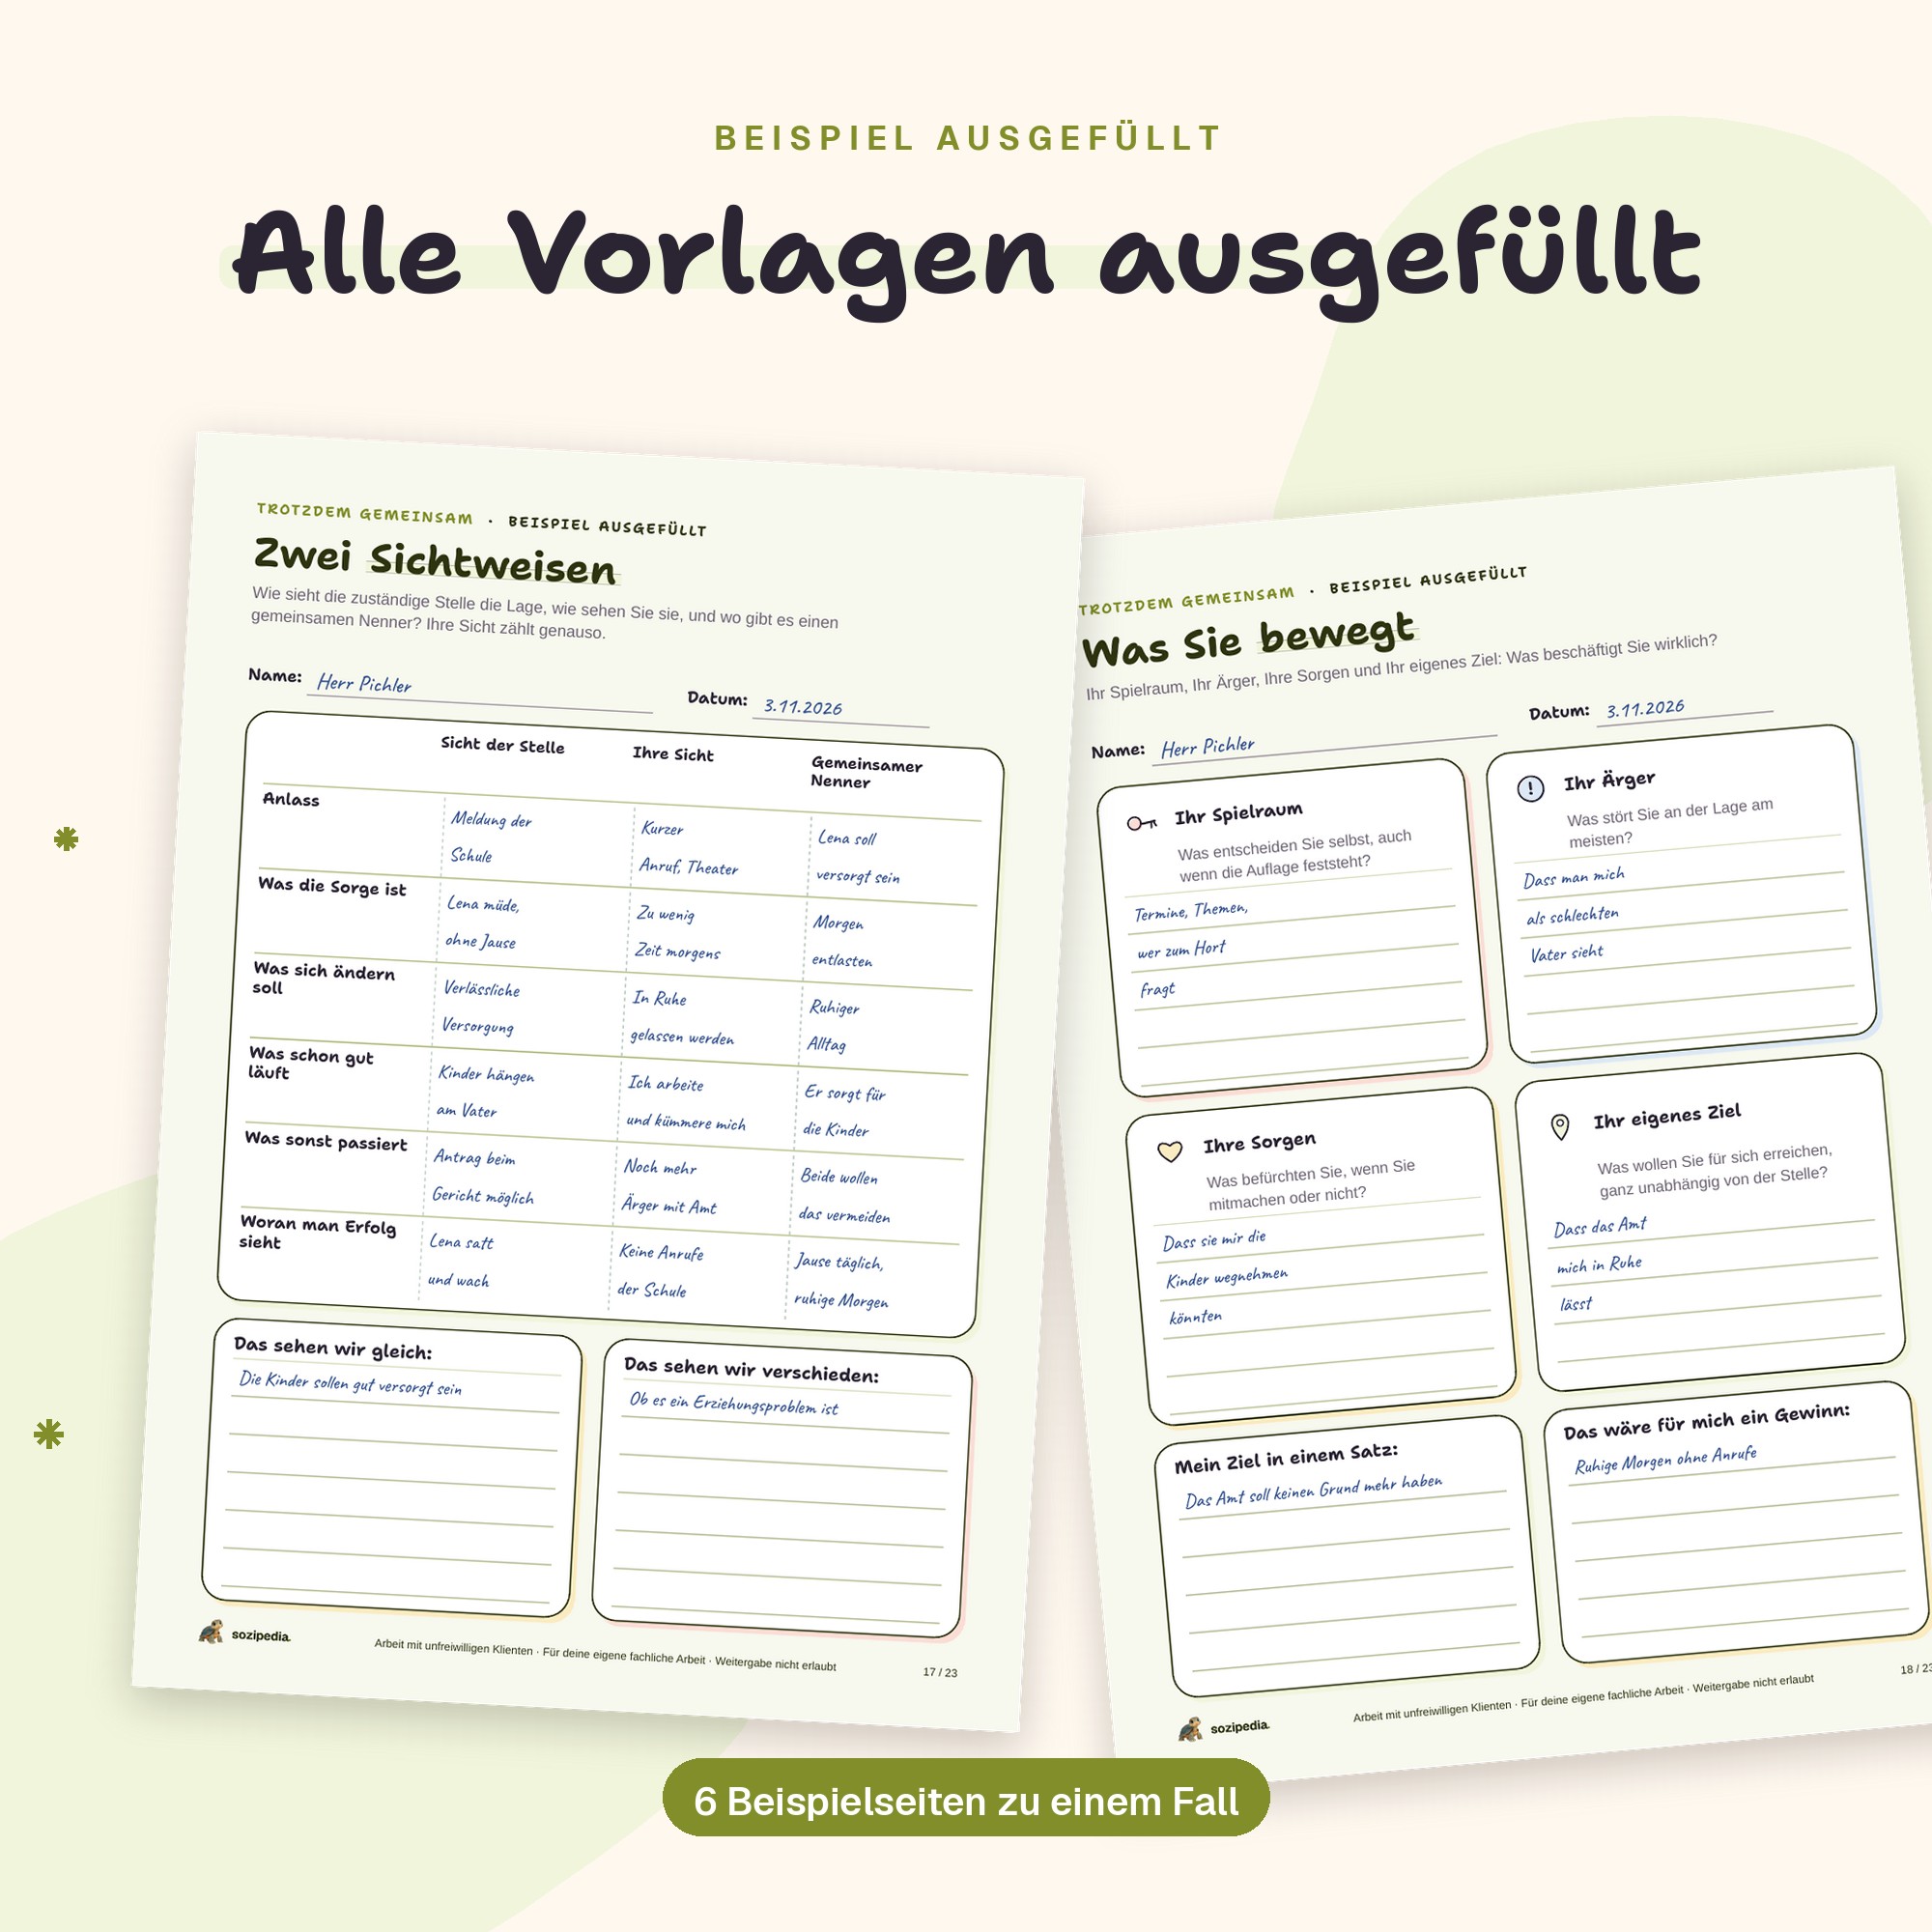 BEISPIEL AUSGEFÜLLT
Alle Vorlagen ausgefüllt
TROTZDEM GEMEINSAM · BEISPIEL AUSGEFÜLLT
Zwei Sichtweisen
Wie sieht die zuständige Stelle die Lage, wie sehen Sie sie, und wo gibt es einen
gemeinsamen Nenner? Ihre Sicht zählt genauso.
Name: Herr Pichler Datum: 3.11.2026
Sicht der Stelle
Ihre Sicht
Gemeinsamer
Nenner
Anlass
Meldung der
Schule
Kurzer
Anruf, Theater
Lena soll
versorgt sein
Was die Sorge ist
Lena müde,
ohne Jause
Zu wenig
Zeit morgens
Morgen
entlasten
Was sich ändern
soll
Verlässliche
Versorgung
In Ruhe
gelassen werden
Ruhiger
Alltag
Was schon gut
läuft
Kinder hängen
am Vater
Ich arbeite
und kümmere mich
Er sorgt für
die Kinder
Was sonst passiert
Antrag beim
Gericht möglich
Noch mehr
Ärger mit Amt
Beide wollen
das vermeiden
Woran man Erfolg
sieht
Lena satt
und wach
Keine Anrufe
der Schule
Jause täglich,
ruhige Morgen
Das sehen wir gleich:
Die Kinder sollen gut versorgt sein
Das sehen wir verschieden:
Ob es ein Erziehungsproblem ist
sozipedia.
Arbeit mit unfreiwilligen Klienten · Für deine eigene fachliche Arbeit · Weitergabe nicht erlaubt
17 / 23
TROTZDEM GEMEINSAM · BEISPIEL AUSGEFÜLLT
Was Sie bewegt
Ihr Spielraum, Ihr Ärger, Ihre Sorgen und Ihr eigenes Ziel: Was beschäftigt Sie wirklich?
Name: Herr Pichler Datum: 3.11.2026
Ihr Spielraum
Was entscheiden Sie selbst, auch
wenn die Auflage feststeht?
Termine, Themen,
wer zum Hort
fragt
! Ihr Ärger
Was stört Sie an der Lage am
meisten?
Dass man mich
als schlechten
Vater sieht
Ihre Sorgen
Was befürchten Sie, wenn Sie
mitmachen oder nicht?
Dass sie mir die
Kinder wegnehmen
könnten
Ihr eigenes Ziel
Was wollen Sie für sich erreichen,
ganz unabhängig von der Stelle?
Dass das Amt
mich in Ruhe
lässt
Mein Ziel in einem Satz:
Das Amt soll keinen Grund mehr haben
Das wäre für mich ein Gewinn:
Ruhige Morgen ohne Anrufe
sozipedia.
Arbeit mit unfreiwilligen Klienten · Für deine eigene fachliche Arbeit · Weitergabe nicht erlaubt
18 / 23
6 Beispielseiten zu einem Fall